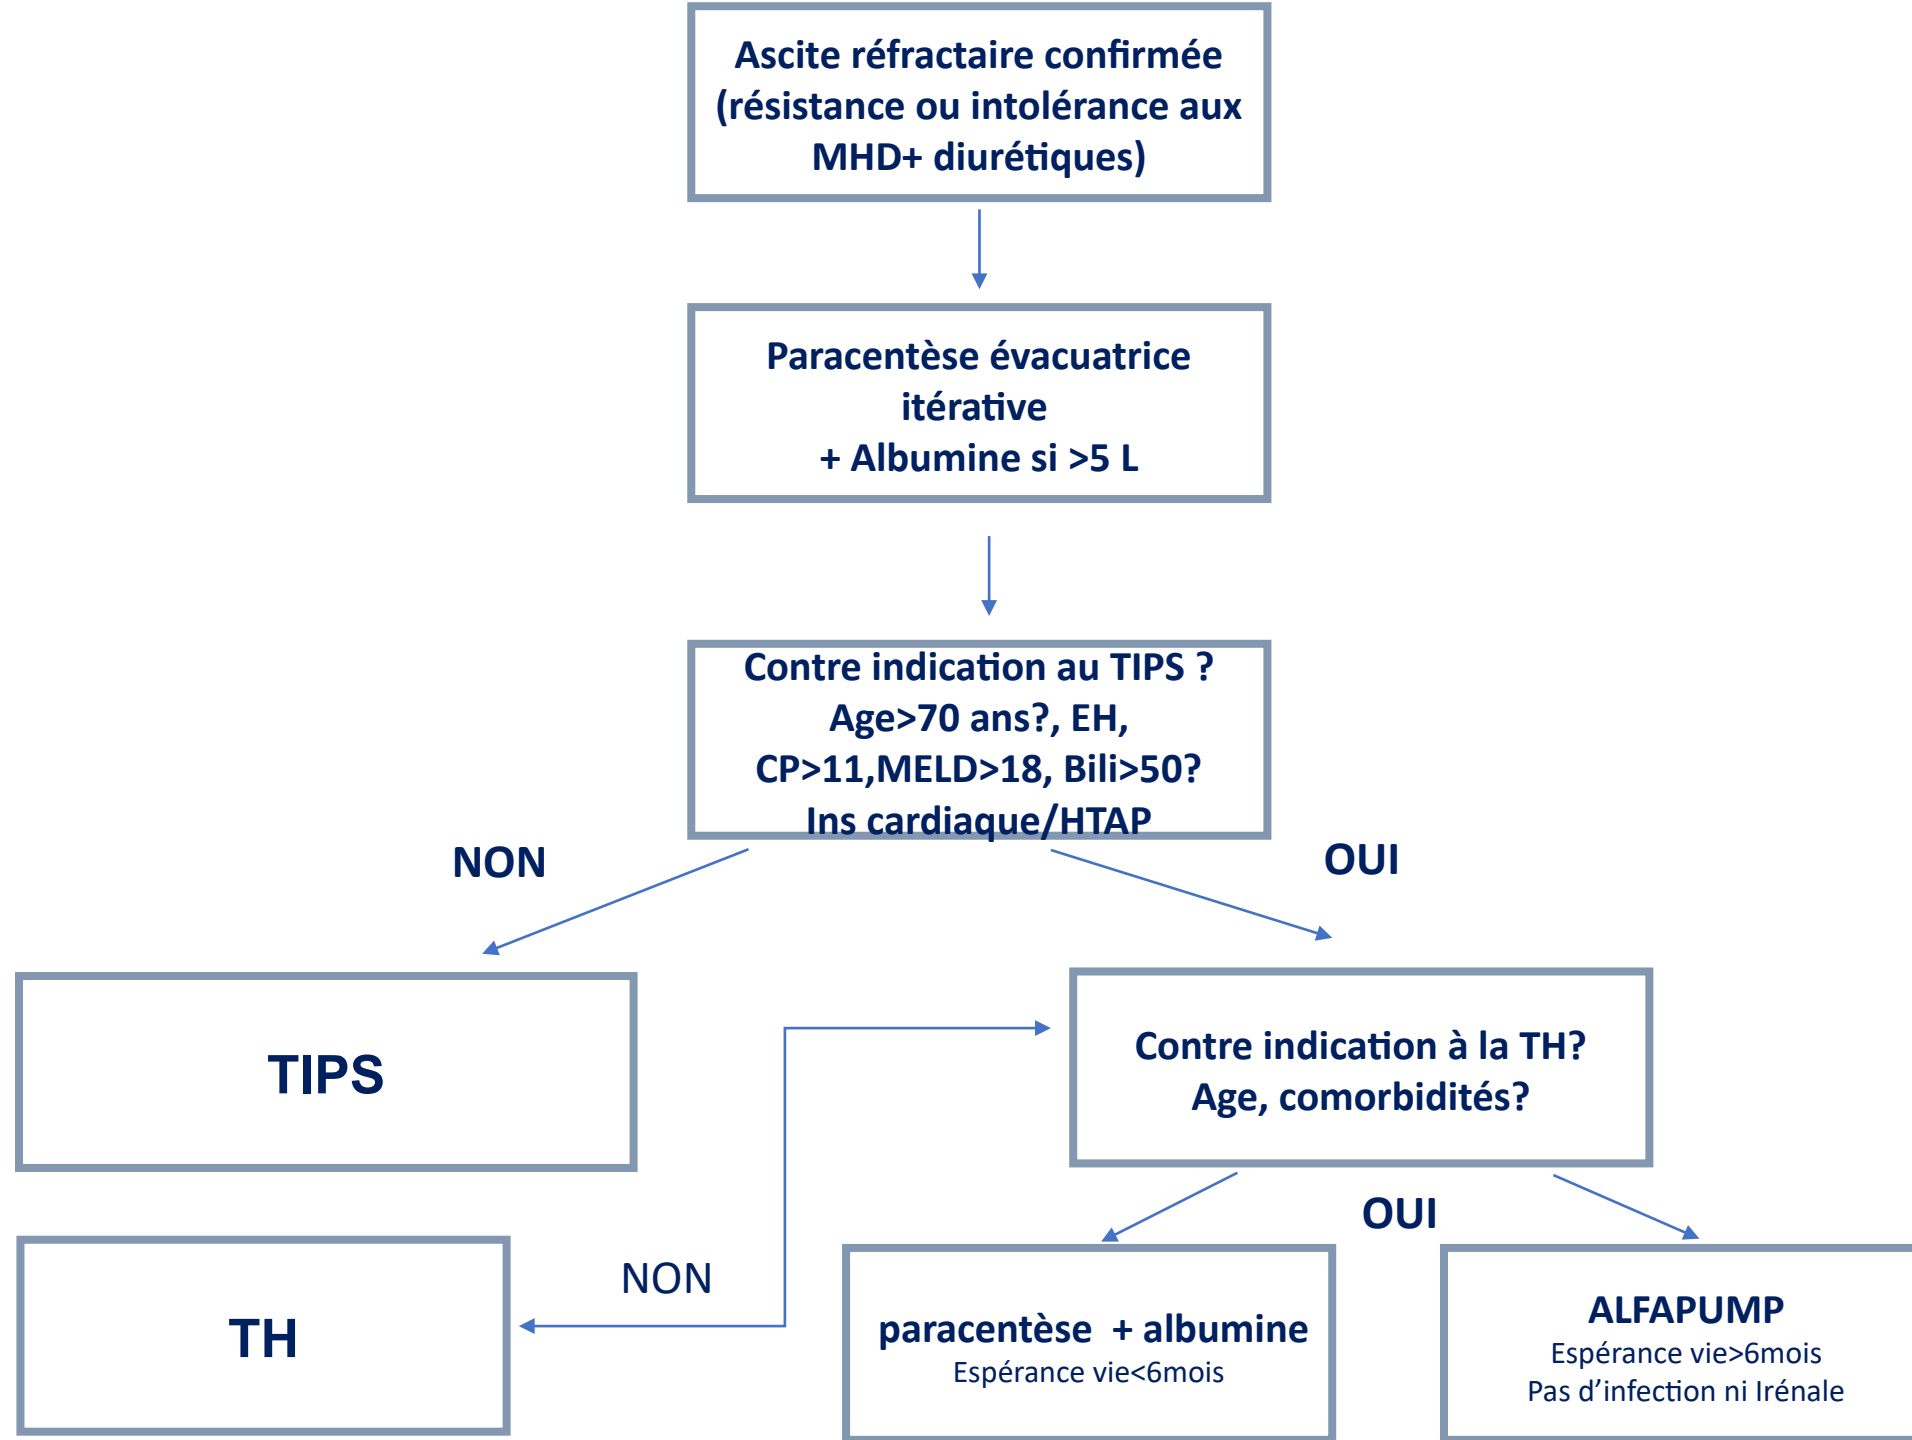 Ascite réfractaire confirmée
(résistance ou intolérance aux
MHD+ diurétiques)
Paracentèse évacuatrice
itérative
+ Albumine si >5 L
Contre indication au TIPS ?
Age>70 ans?, EH,
CP>11,MELD>18, Bili>50?
Ins cardiaque/HTAP
NON
OUI
TIPS
Contre indication à la TH?
Age, comorbidités?
OUI
NON
TH
paracentèse + albumine
Espérance vie<6mois
ALFAPUMP
Espérance vie>6mois
Pas d’infection ni Irénale